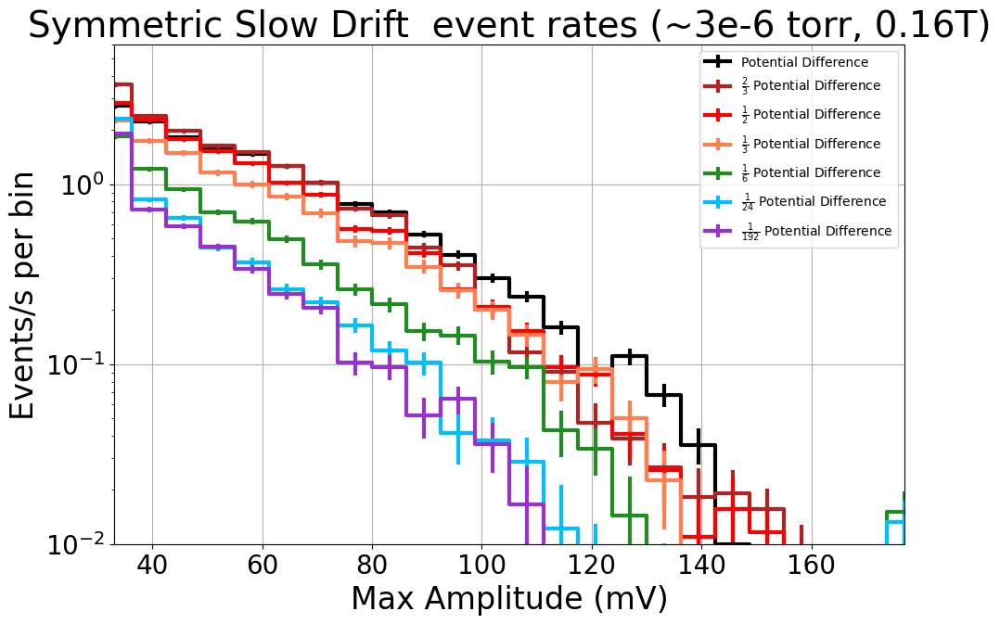 Symmetric Slow Drift  event rates (~3e-6 torr, 0.16T)
Potential Difference
2/3 Potential Difference
1/2 Potential Difference
1/3 Potential Difference
1/6 Potential Difference
1/24 Potential Difference
1/192 Potential Difference
Events/s per bin
10⁰
10⁻¹
10⁻²
40 60 80 100 120 140 160
Max Amplitude (mV)